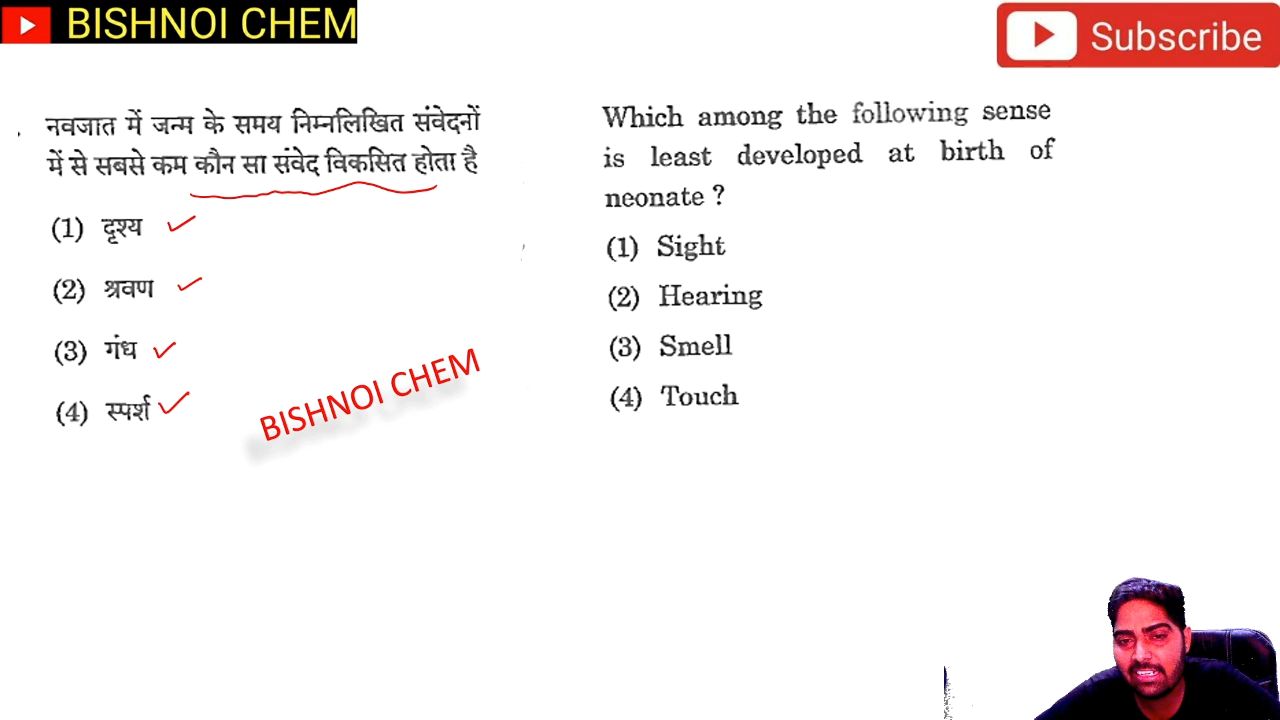 BISHNOI CHEM
Subscribe
नवजात में जन्म के समय निम्नलिखित संवेदनों
में से सबसे कम कौन सा संवेद विकसित होता है
(1) दृश्य
(2) श्रवण
(3) गंध
(4) स्पर्श
BISHNOI CHEM
Which among the following sense
is least developed at birth of
neonate ?
(1) Sight
(2) Hearing
(3) Smell
(4) Touch